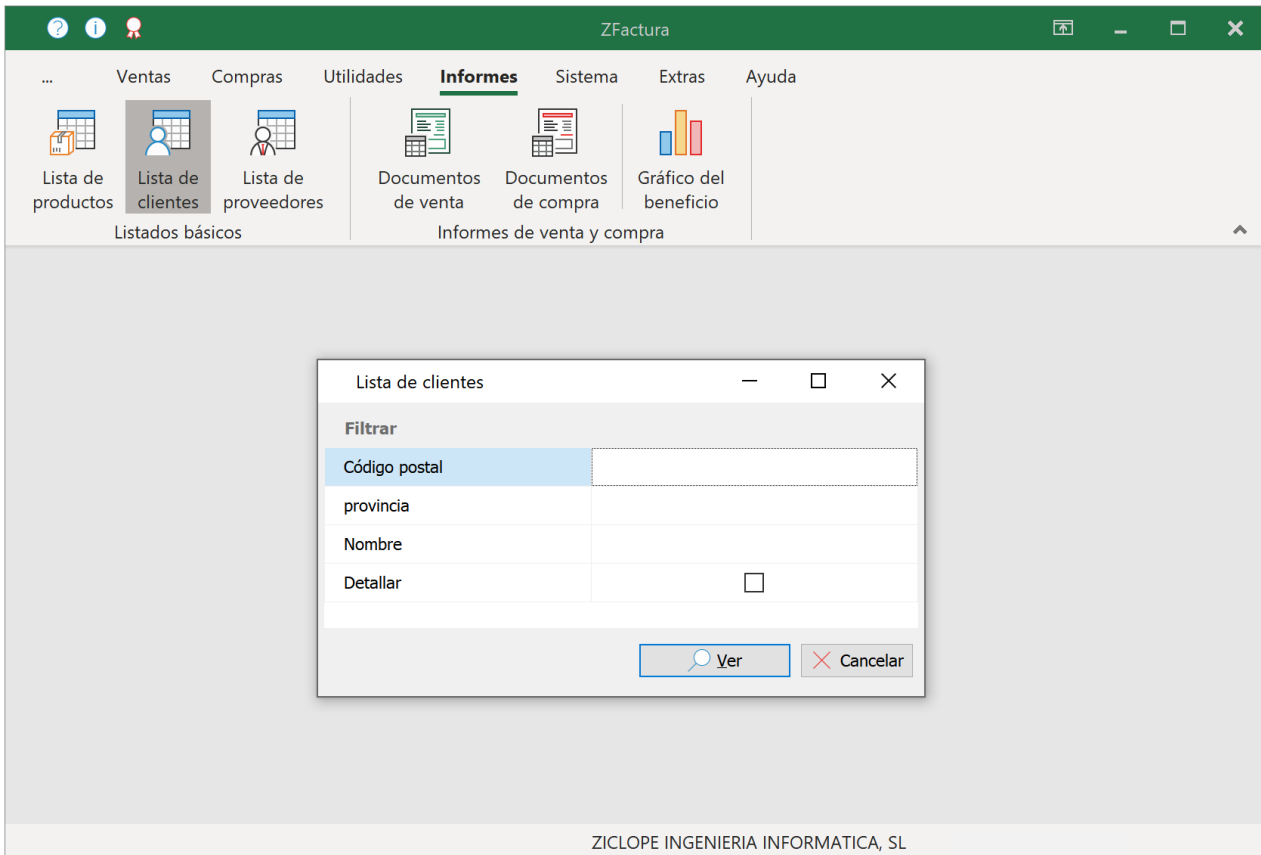 ZFactura
... Ventas Compras Utilidades Informes Sistema Extras Ayuda
Lista de productos
Lista de clientes
Lista de proveedores
Documentos de venta
Documentos de compra
Gráfico del beneficio
Listados básicos
Informes de venta y compra
Lista de clientes
Filtrar
Código postal
provincia
Nombre
Detallar
Ver
Cancelar
ZICLOPE INGENIERIA INFORMATICA, SL